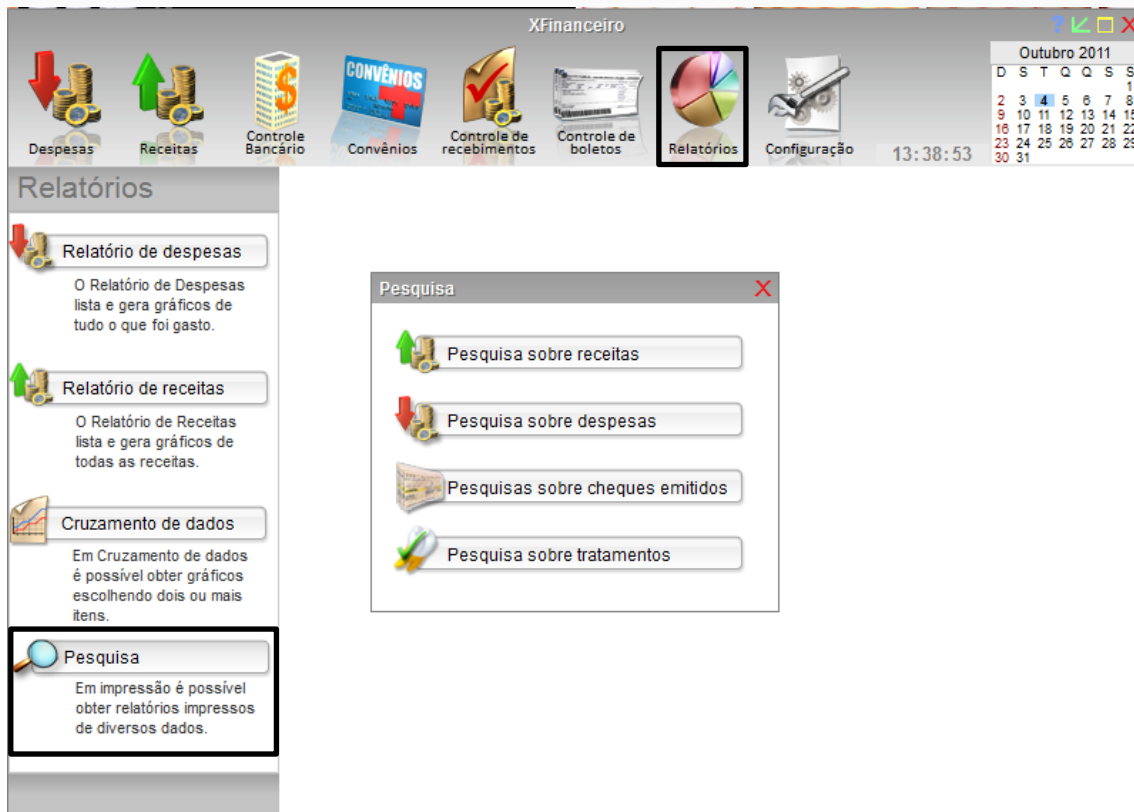 XFinanceiro
?
Outubro 2011
D S T Q Q S S
1
2 3 4 5 6 7 8
9 10 11 12 13 14 15
16 17 18 19 20 21 22
23 24 25 26 27 28 29
30 31
CONVÊNIOS
Despesas
Receitas
Controle
Bancário
Convênios
Controle de
recebimentos
Controle de
boletos
Relatórios
Configuração
13:38:53
Relatórios
Relatório de despesas
O Relatório de Despesas
lista e gera gráficos de
tudo o que foi gasto.
Relatório de receitas
O Relatório de Receitas
lista e gera gráficos de
todas as receitas.
Cruzamento de dados
Em Cruzamento de dados
é possível obter gráficos
escolhendo dois ou mais
itens.
Pesquisa
Em impressão é possível
obter relatórios impressos
de diversos dados.
Pesquisa
Pesquisa sobre receitas
Pesquisa sobre despesas
Pesquisas sobre cheques emitidos
Pesquisa sobre tratamentos